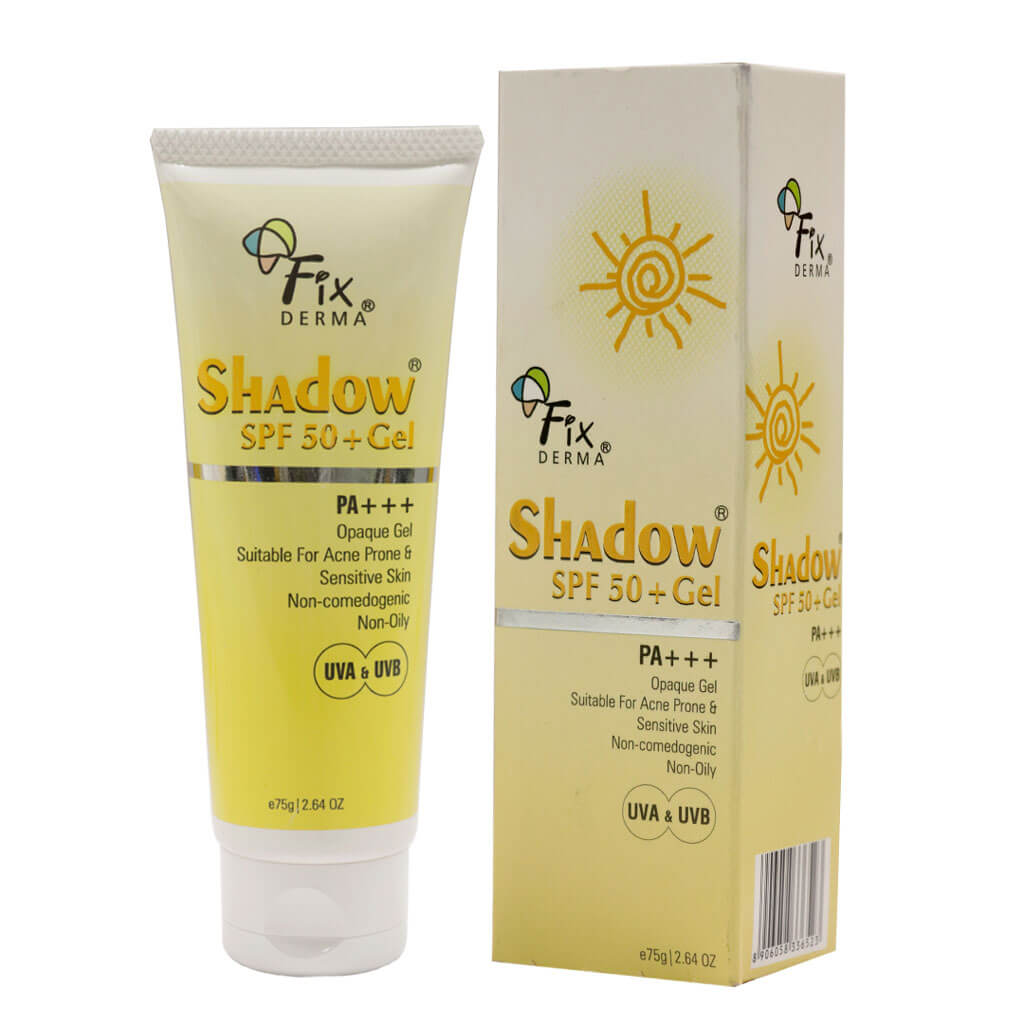 Fix
DERMA®
Shadow®
SPF 50+Gel
PA+++
Opaque Gel
Suitable For Acne Prone &
Sensitive Skin
Non-comedogenic
Non-Oily
UVA & UVB
e75g|2.64 OZ
Fix
DERMA®
Shadow®
SPF 50+Gel
PA+++
Opaque Gel
Suitable For Acne Prone &
Sensitive Skin
Non-comedogenic
Non-Oily
UVA & UVB
e75g|2.64 OZ
Fix
DERMA®
Shadow
SPF 50+Gel
PA+++
UVA & UVB
8 906058 336523